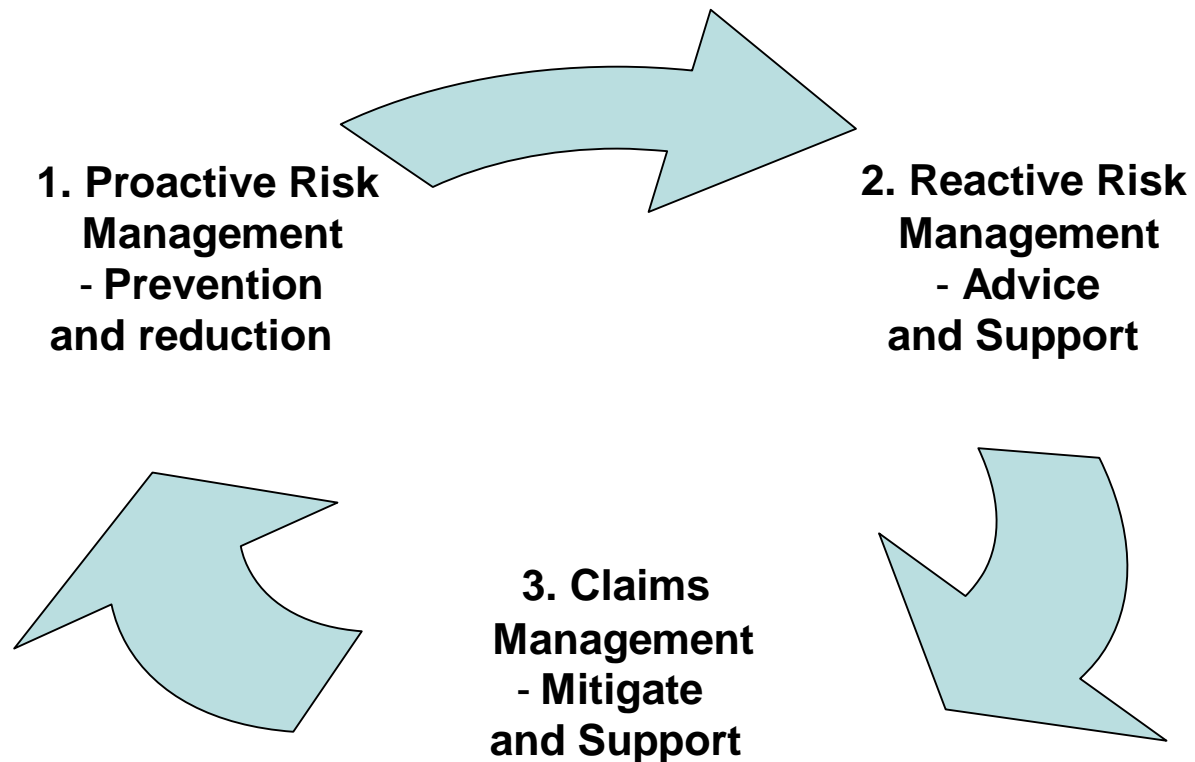 1. Proactive Risk
Management
- Prevention
and reduction
2. Reactive Risk
Management
- Advice
and Support
3. Claims
Management
- Mitigate
and Support